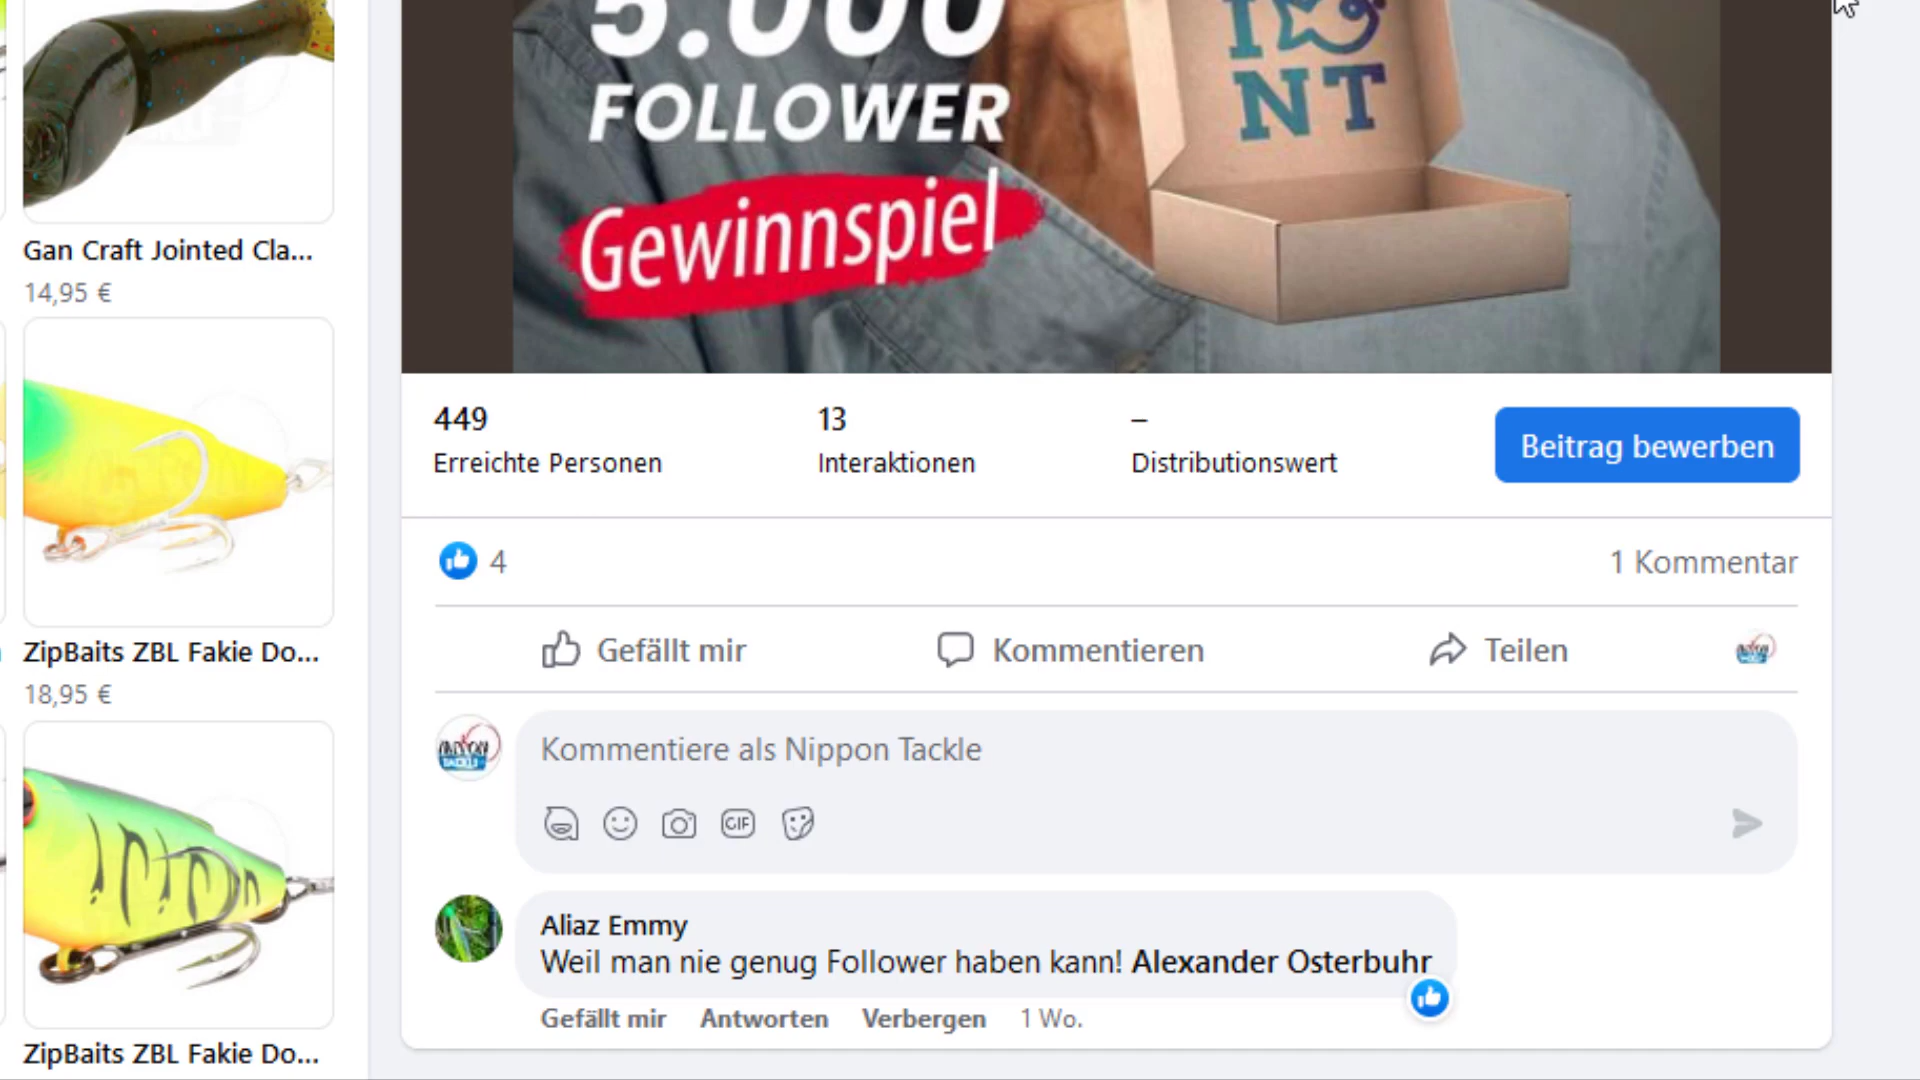 Gan Craft Jointed Cla...
14,95 €
ZipBaits ZBL Fakie Do...
18,95 €
ZipBaits ZBL Fakie Do...
5.000
FOLLOWER
Gewinnspiel
I
NT
449
Erreichte Personen
13
Interaktionen
–
Distributionswert
Beitrag bewerben
4
1 Kommentar
Gefällt mir
Kommentieren
Teilen
Kommentiere als Nippon Tackle
GIF
Aliaz Emmy
Weil man nie genug Follower haben kann! Alexander Osterbuhr
Gefällt mir
Antworten
Verbergen
1 Wo.